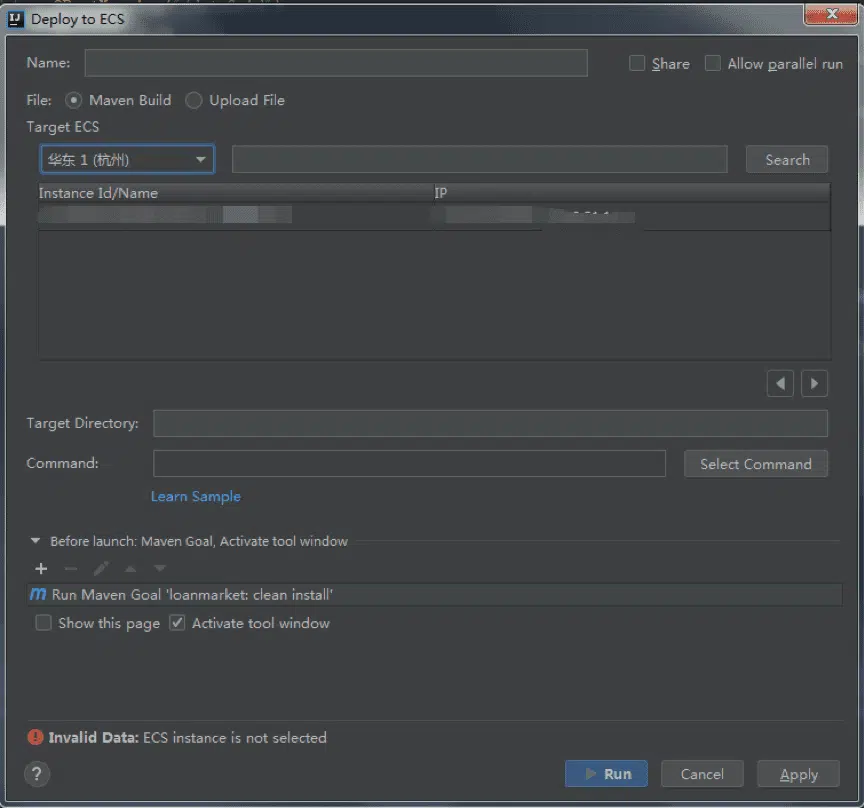 Deploy to ECS
Name: Share Allow parallel run
File: Maven Build Upload File
Target ECS
华东 1 (杭州) Search
Instance Id/Name IP
Target Directory:
Command: Select Command
Learn Sample
Before launch: Maven Goal, Activate tool window
Run Maven Goal 'loanmarket: clean install'
Show this page Activate tool window
Invalid Data: ECS instance is not selected
? Run Cancel Apply